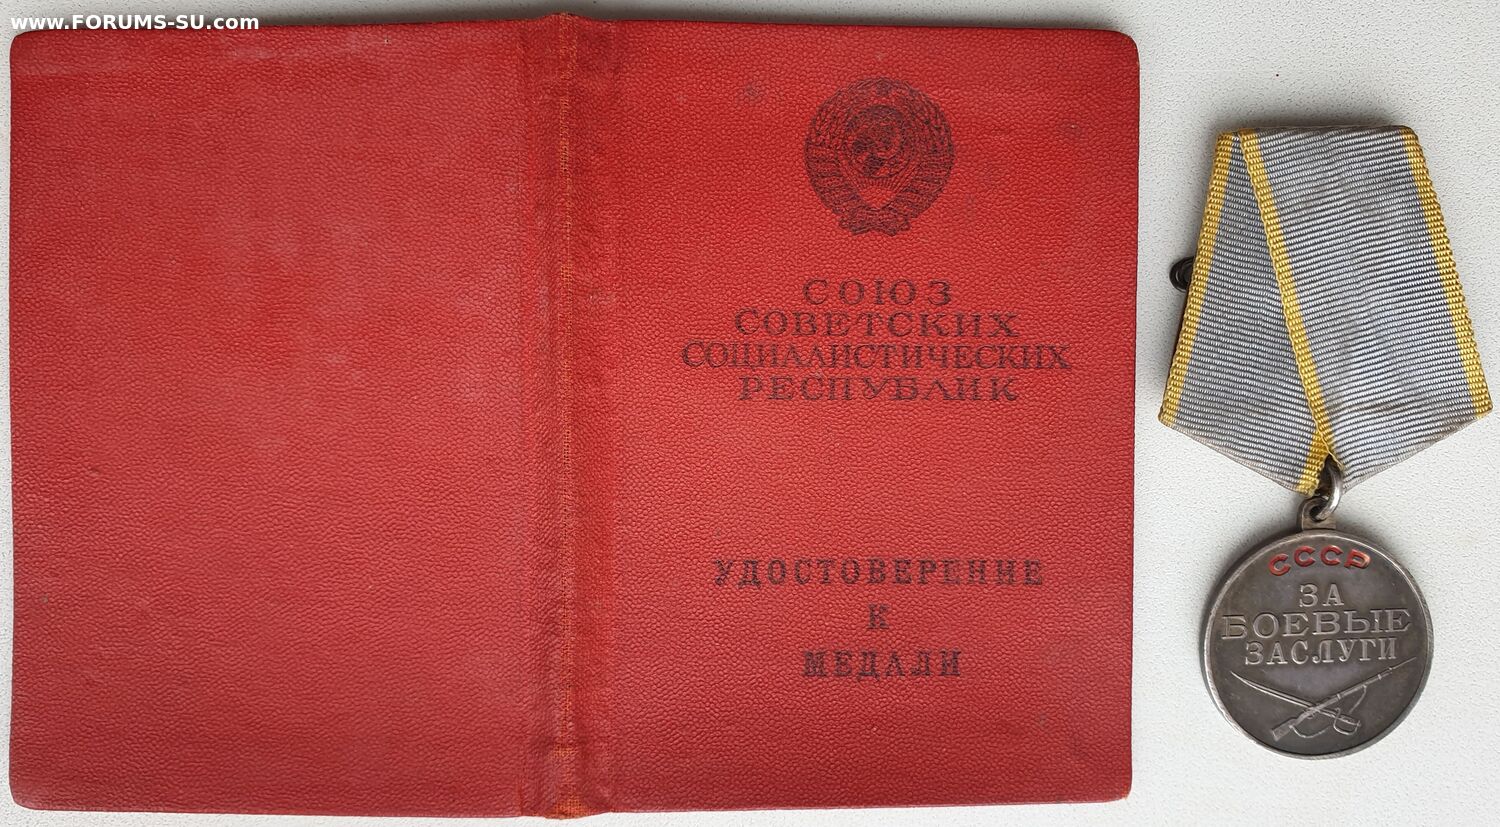 www.FORUMS-SU.com
СОЮЗ
СОВЕТСКИХ
СОЦИАЛИСТИЧЕСКИХ
РЕСПУБЛИК
УДОСТОВЕРЕНИЕ
К
МЕДАЛИ
СССР
ЗА
БОЕВЫЕ
ЗАСЛУГИ